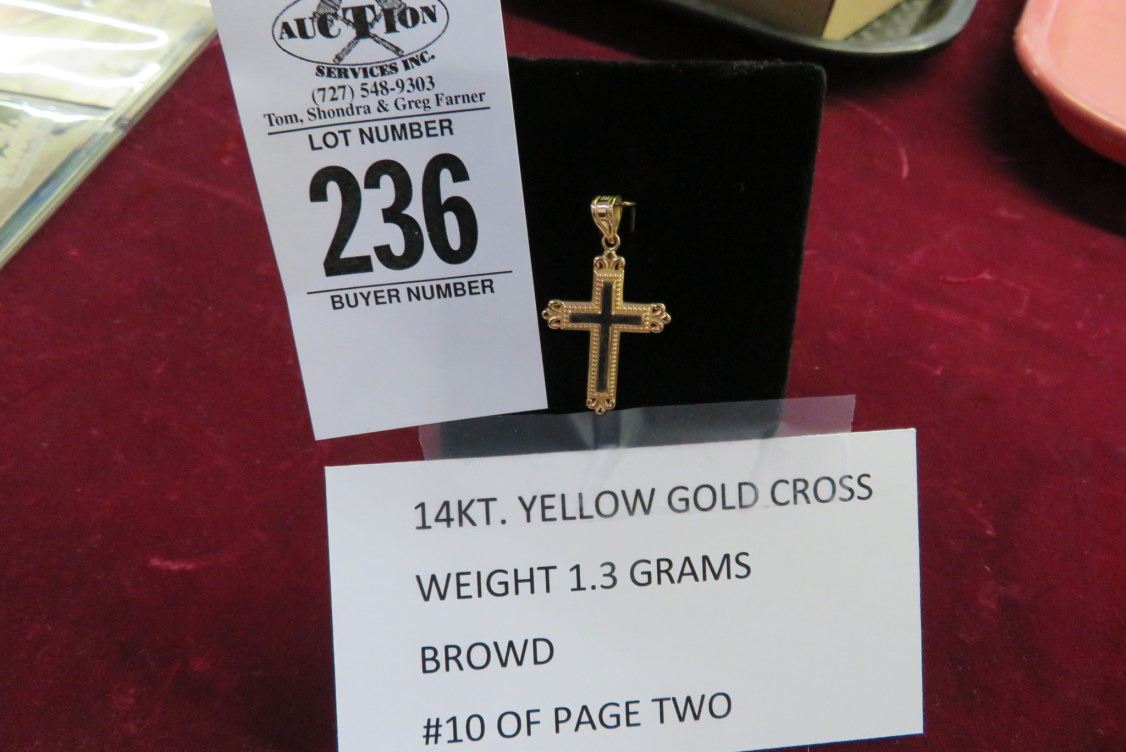 AUCTION
SERVICES INC.
(727) 548-9303
Tom, Shondra & Greg Farner
LOT NUMBER
236
BUYER NUMBER
14KT. YELLOW GOLD CROSS
WEIGHT 1.3 GRAMS
BROWD
#10 OF PAGE TWO